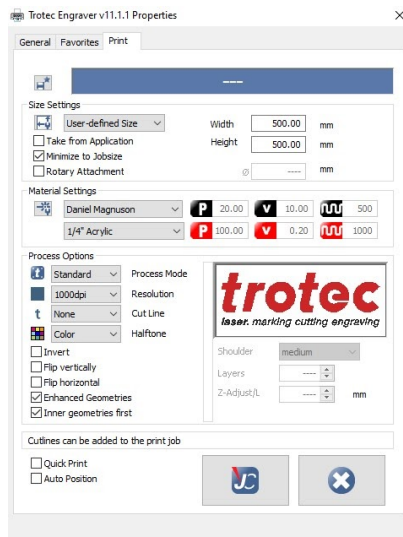 Trotec Engraver v11.1.1 Properties
General Favorites Print
---
Size Settings
User-defined Size Width 500.00 mm
Take from Application Height 500.00 mm
Minimize to Jobsize
Rotary Attachment ø ---- mm
Material Settings
Daniel Magnuson P 20.00 V 10.00 500
1/4" Acrylic P 100.00 V 0.20 1000
Process Options
t Standard Process Mode
1000dpi Resolution
t None Cut Line
Color Halftone
trotec
laser. marking cutting engraving
Invert
Flip vertically
Flip horizontal
Enhanced Geometries
Inner geometries first
Shoulder medium
Layers ----
Z-Adjust/L ---- mm
Cutlines can be added to the print job
Quick Print
Auto Position
JC